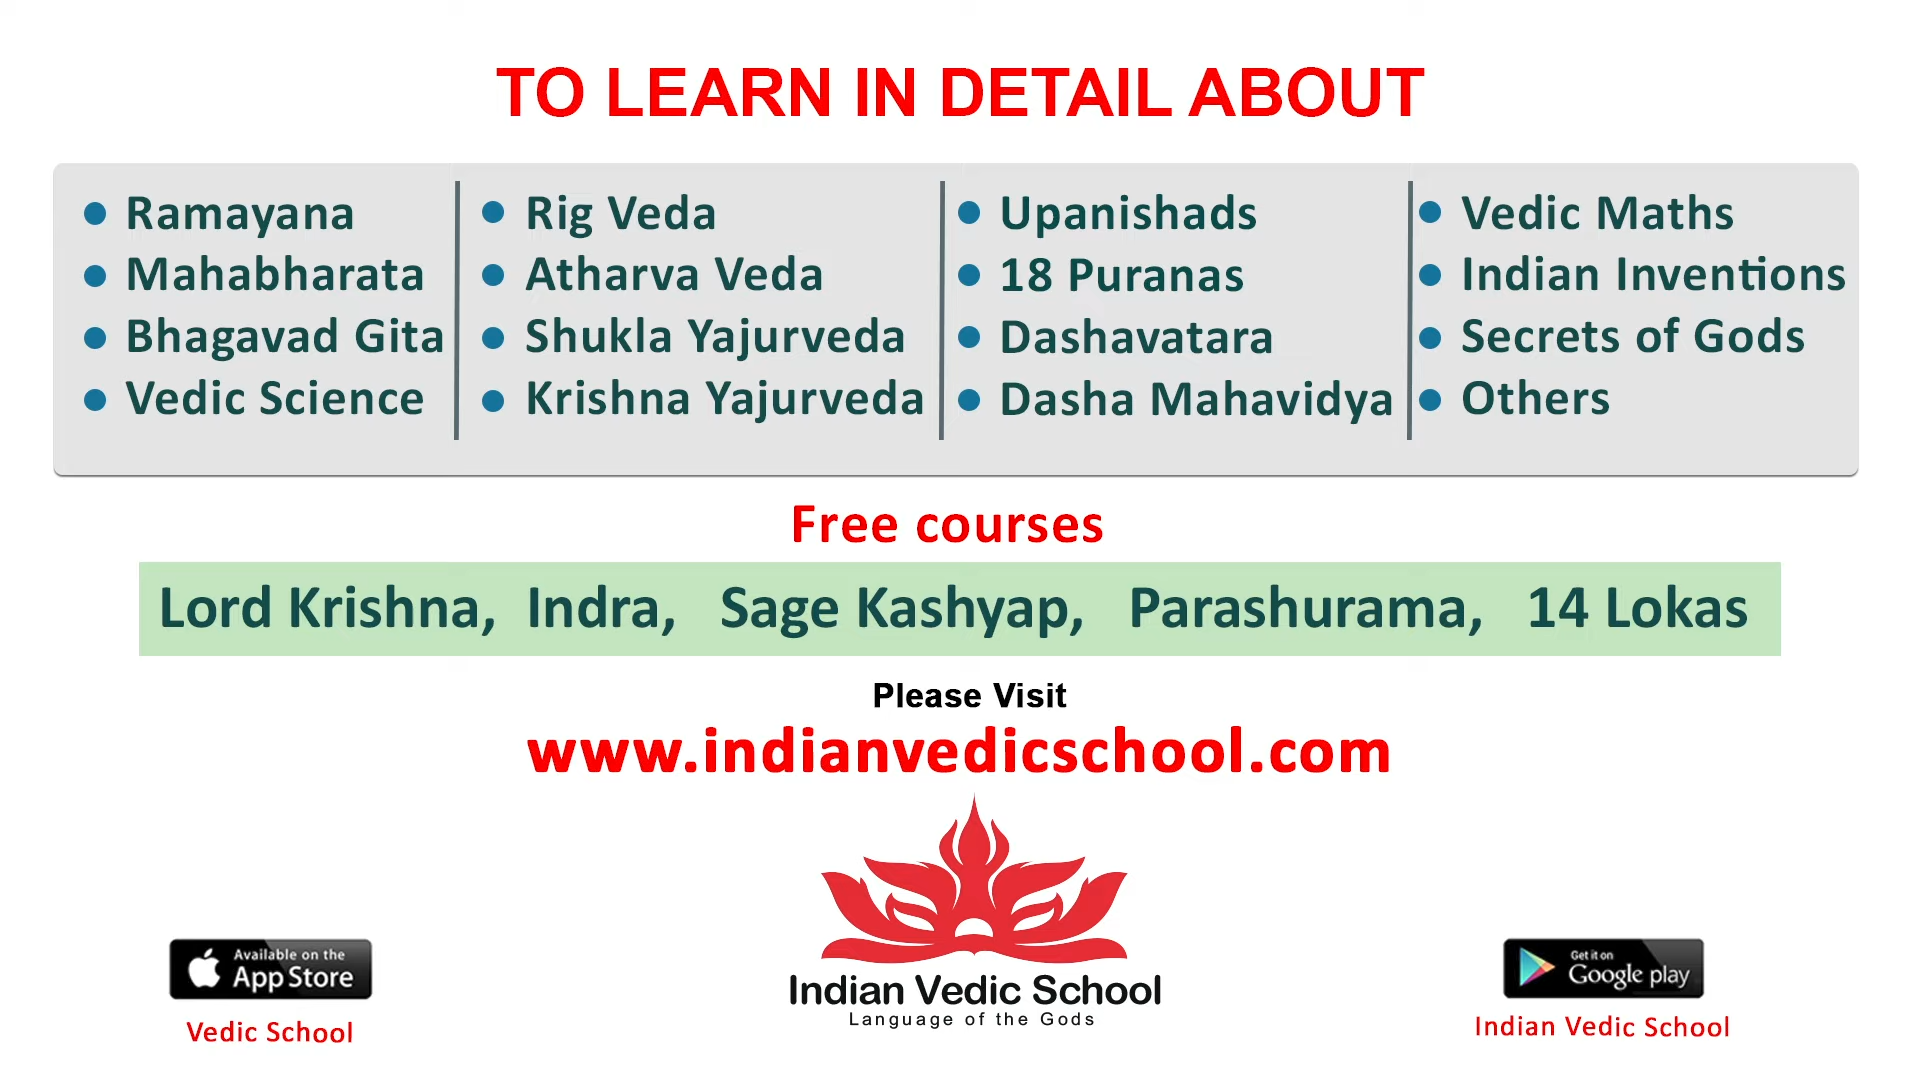 TO LEARN IN DETAIL ABOUT
Ramayana
Mahabharata
Bhagavad Gita
Vedic Science
Rig Veda
Atharva Veda
Shukla Yajurveda
Krishna Yajurveda
Upanishads
18 Puranas
Dashavatara
Dasha Mahavidya
Vedic Maths
Indian Inventions
Secrets of Gods
Others
Free courses
Lord Krishna, Indra, Sage Kashyap, Parashurama, 14 Lokas
Please Visit
www.indianvedicschool.com
Indian Vedic School
Language of the Gods
Available on the
App Store
Vedic School
Get it on
Google play
Indian Vedic School